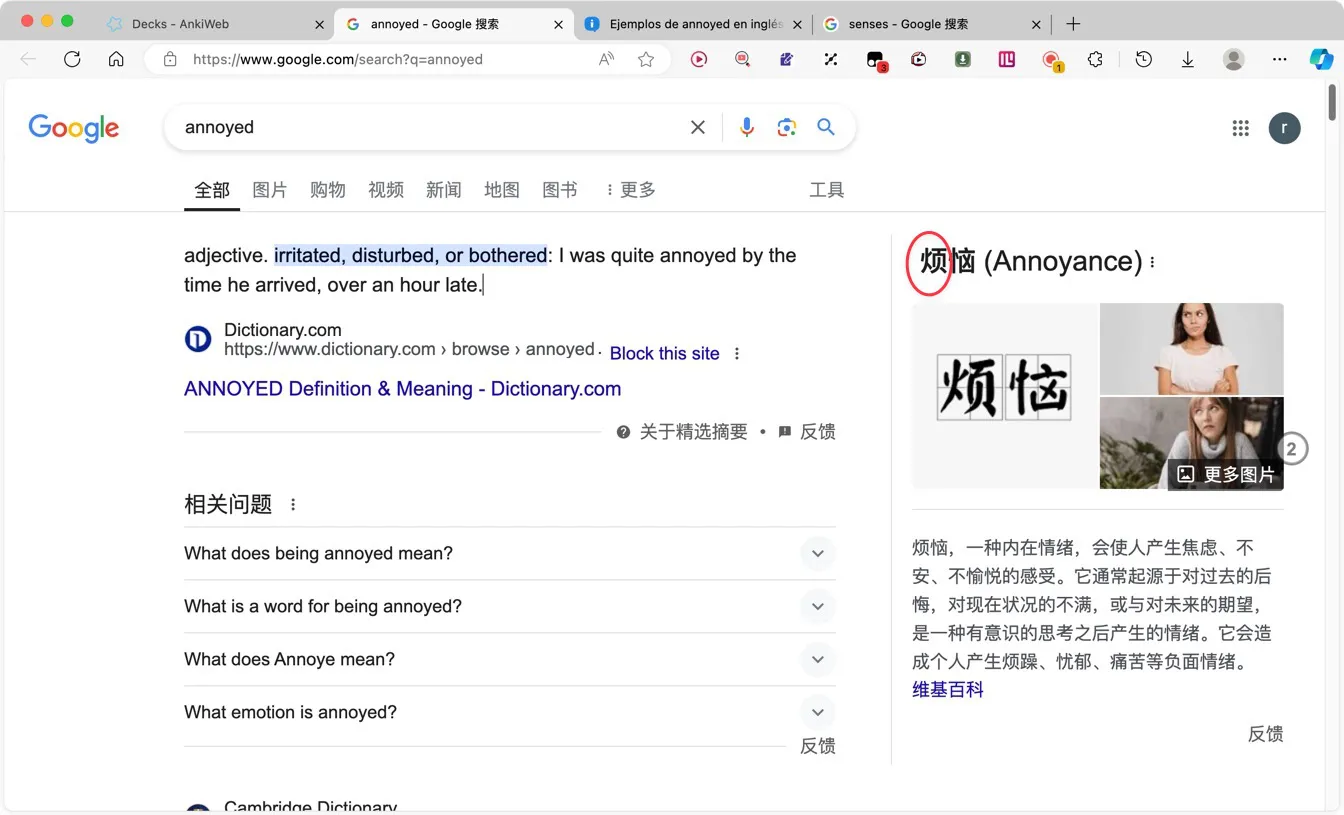 Decks - AnkiWeb
annoyed - Google 搜索
Ejemplos de annoyed en inglés
senses - Google 搜索
https://www.google.com/search?q=annoyed
3
1
Google
annoyed
r
全部 图片 购物 视频 新闻 地图 图书 更多 工具
adjective. irritated, disturbed, or bothered: I was quite annoyed by the
time he arrived, over an hour late.
Dictionary.com
https://www.dictionary.com › browse › annoyed · Block this site
ANNOYED Definition & Meaning - Dictionary.com
关于精选摘要 • 反馈
相关问题
What does being annoyed mean?
What is a word for being annoyed?
What does Annoye mean?
What emotion is annoyed?
反馈
Cambridge Dictionary
烦恼 (Annoyance)
烦恼
更多图片
2
烦恼，一种内在情绪，会使人产生焦虑、不
安、不愉悦的感受。它通常起源于对过去的后
悔，对现在状况的不满，或与对未来的期望，
是一种有意识的思考之后产生的情绪。它会造
成个人产生烦躁、忧郁、痛苦等负面情绪。
维基百科
反馈